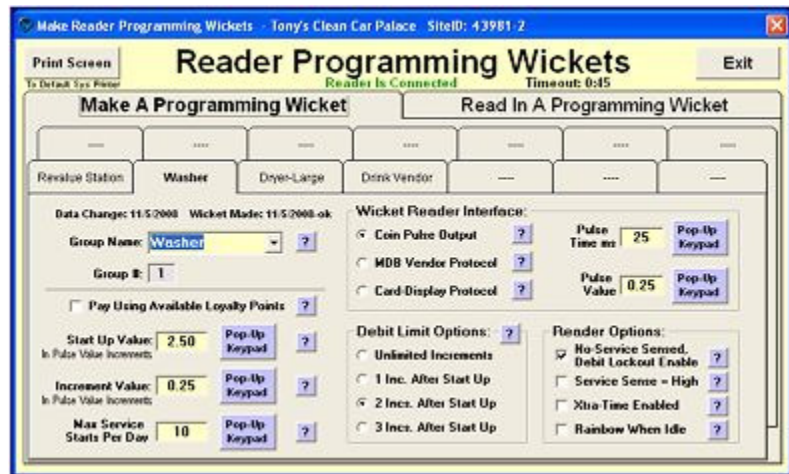 Make Reader Programming Wickets - Tony's Clean Car Palace SiteID: 43981-2
Print Screen
To Default Sys Printer
Reader Programming Wickets
Reader Is Connected
Timeout: 0:45
Exit
Make A Programming Wicket
Read In A Programming Wicket
---- ---- ---- ---- ---- ---- ----
Revalue Station Washer Dryer-Large Drink Vendor ---- ---- ----
Data Change: 11/5/2008 Wicket Made: 11/5/2008-ok
Group Name: Washer ?
Group #: 1
Pay Using Available Loyalty Points ?
Start Up Value: 2.50 Pop-Up Keypad ?
In Pulse Value Increments
Increment Value: 0.25 Pop-Up Keypad ?
In Pulse Value Increments
Max Service
Starts Per Day 10 Pop-Up Keypad ?
Wicket Reader Interface:
Coin Pulse Output ?
MDB Vendor Protocol ?
Card-Display Protocol ?
Pulse
Time ms 25 Pop-Up Keypad
Pulse
Value 0.25 Pop-Up Keypad
Debit Limit Options: ?
Unlimited Increments
1 Inc. After Start Up
2 Incs. After Start Up
3 Incs. After Start Up
Render Options:
No-Service Sensed,
Debit Lockout Enable ?
Service Sense = High ?
Xtra-Time Enabled ?
Rainbow When Idle ?